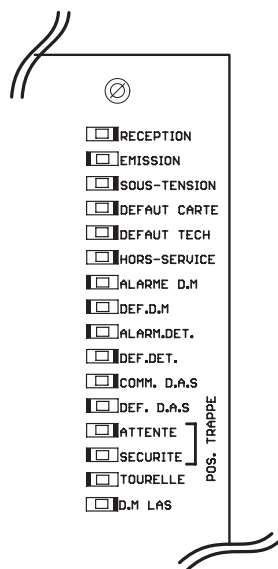 RECEPTION
EMISSION
SOUS-TENSION
DEFAUT CARTE
DEFAUT TECH
HORS-SERVICE
ALARME D.M
DEF.D.M
ALARM.DET.
DEF.DET.
COMM. D.A.S
DEF. D.A.S
ATTENTE
SECURITE
POS. TRAPPE
TOURELLE
D.M LAS